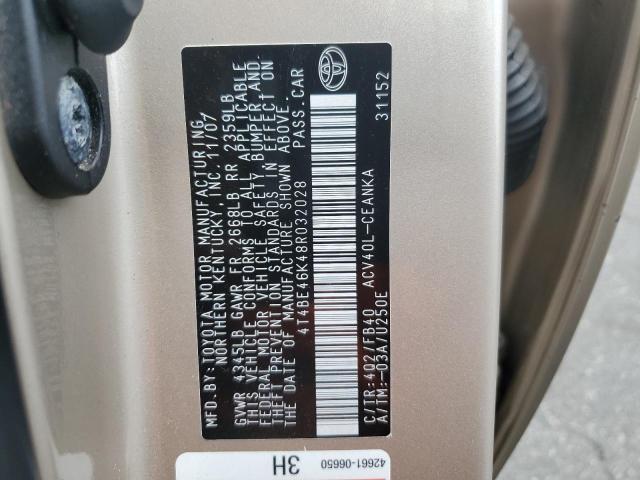 MFD.BY: TOYOTA MOTOR MANUFACTURING,
NORTHERN KENTUCKY, INC. 11/07
GVWR 4345LB GAWR FR 2668LB RR 2359LB
THIS VEHICLE CONFORMS TO ALL APPLICABLE
FEDERAL MOTOR VEHICLE SAFETY, BUMPER, AND
THEFT PREVENTION STANDARDS IN EFFECT ON
THE DATE OF MANUFACTURE SHOWN ABOVE.
4T4BE46K48R032028 PASS.CAR
C/TR:4Q2/FB40 ACV40L-CEANKA
A/TM:-03A/U250E 31152
42661-06650
3H